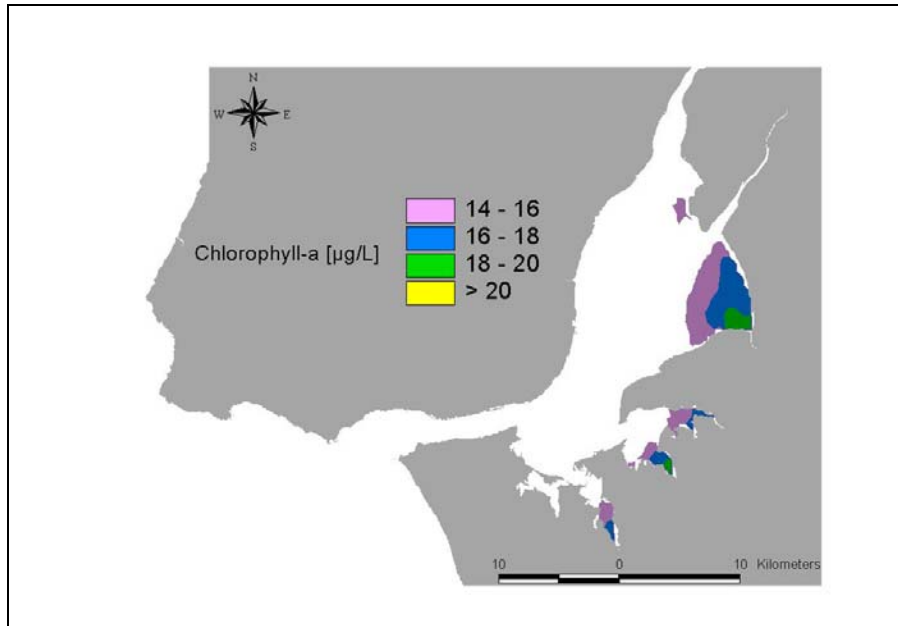 N
W E
S
Chlorophyll-a [µg/L]
14 - 16
16 - 18
18 - 20
> 20
10 0 10 Kilometers